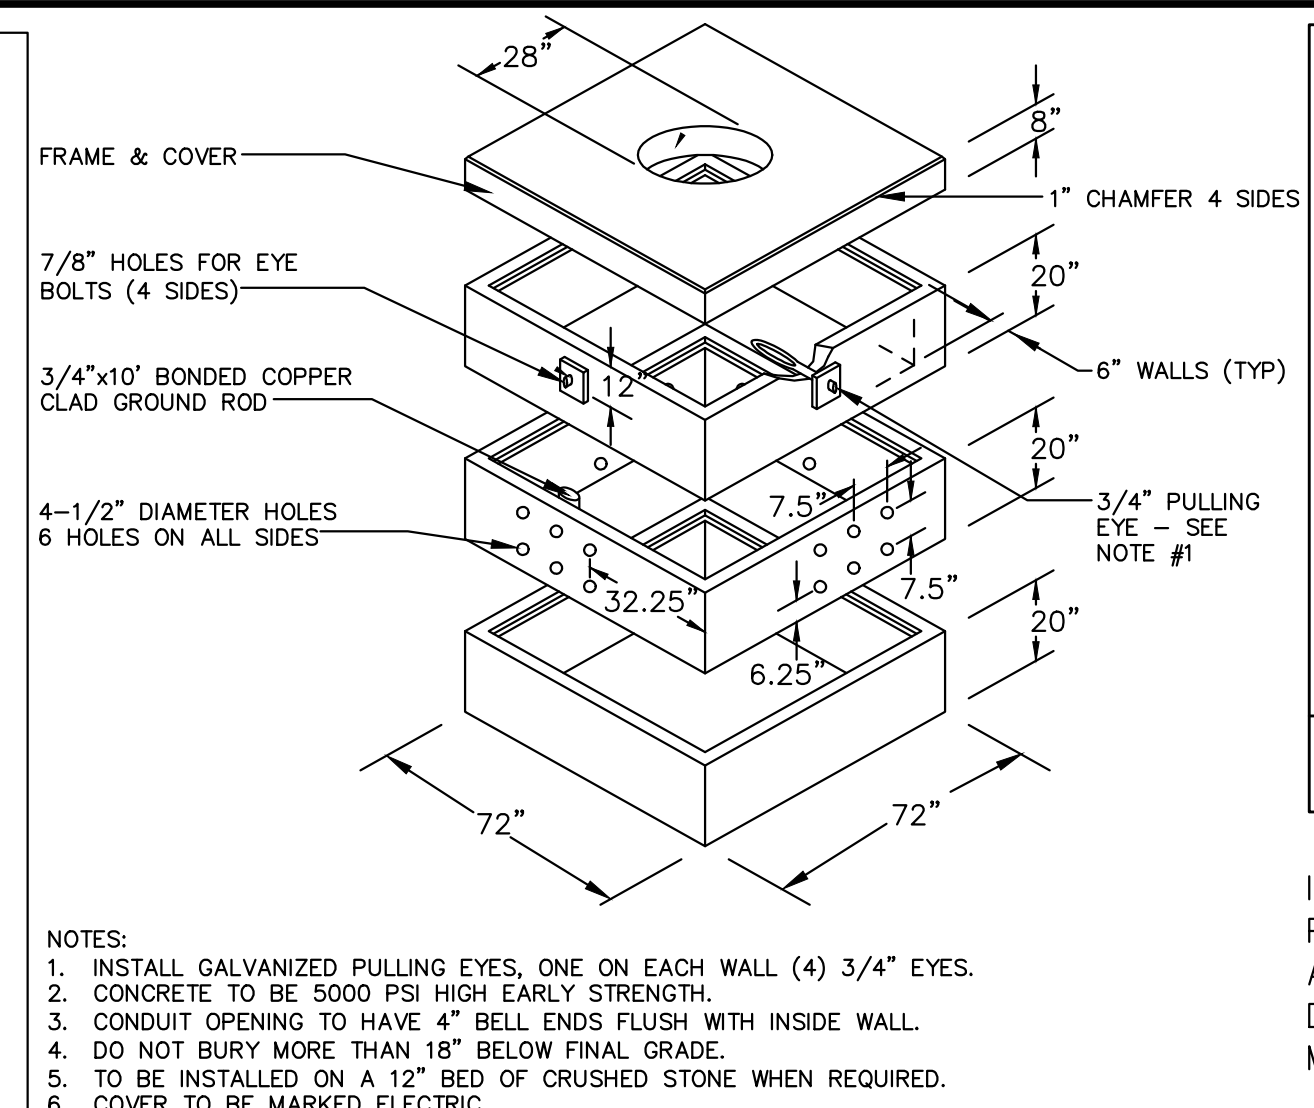 28”
8”
FRAME & COVER
1” CHAMFER 4 SIDES
7/8” HOLES FOR EYE
BOLTS (4 SIDES)
20”
3/4”x10’ BONDED COPPER
CLAD GROUND ROD
12”
6” WALLS (TYP)
20”
4-1/2” DIAMETER HOLES
6 HOLES ON ALL SIDES
7.5”
3/4” PULLING
EYE – SEE
NOTE #1
7.5”
32.25”
20”
6.25”
72”
72”
NOTES:
1. INSTALL GALVANIZED PULLING EYES, ONE ON EACH WALL (4) 3/4” EYES.
2. CONCRETE TO BE 5000 PSI HIGH EARLY STRENGTH.
3. CONDUIT OPENING TO HAVE 4” BELL ENDS FLUSH WITH INSIDE WALL.
4. DO NOT BURY MORE THAN 18” BELOW FINAL GRADE.
5. TO BE INSTALLED ON A 12” BED OF CRUSHED STONE WHEN REQUIRED.
6. COVER TO BE MARKED ELECTRIC